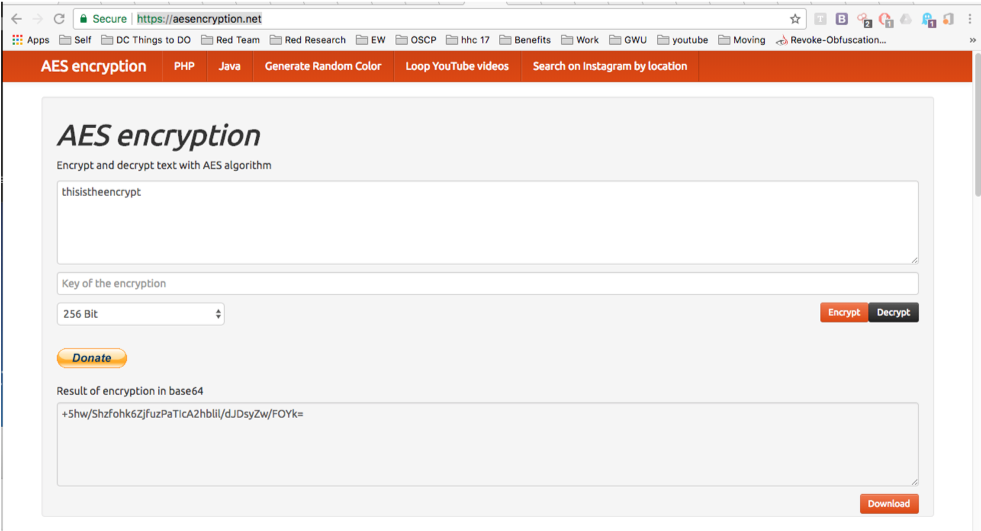 Secure https://aesencryption.net
Apps Self DC Things to DO Red Team Red Research EW OSCP hhc 17 Benefits Work GWU youtube Moving Revoke-Obfuscation... »
AES encryption PHP Java Generate Random Color Loop YouTube videos Search on Instagram by location
AES encryption
Encrypt and decrypt text with AES algorithm
thisistheencrypt
Key of the encryption
256 Bit Encrypt Decrypt
Donate
Result of encryption in base64
+5hw/Shzfohk6ZjfuzPaTIcA2hblil/dJDsyZw/FOYk=
Download